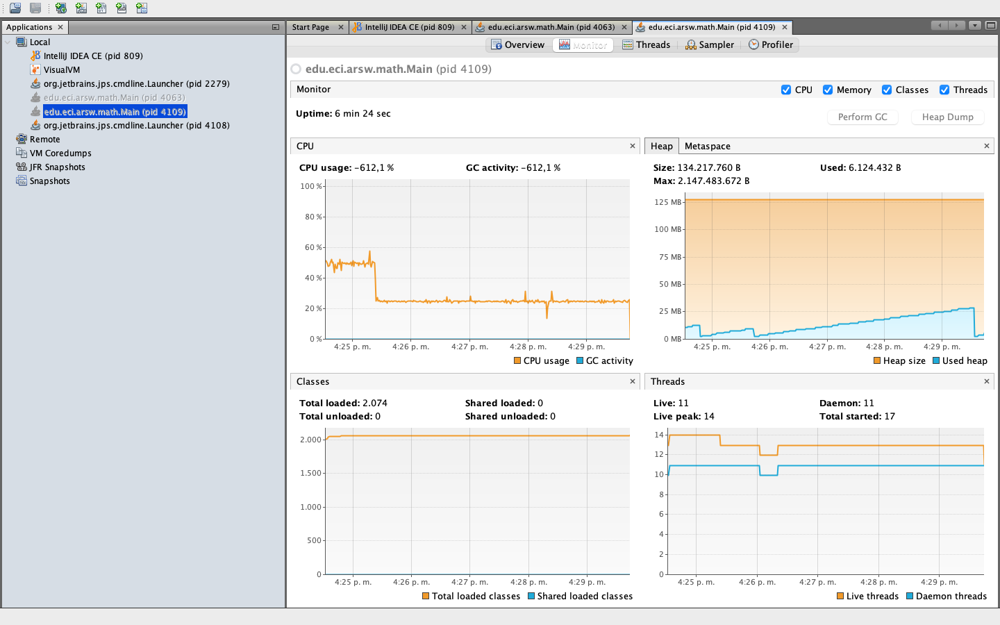 Applications
Local
IntelliJ IDEA CE (pid 809)
VisualVM
org.jetbrains.jps.cmdline.Launcher (pid 2279)
edu.eci.arsw.math.Main (pid 4063)
edu.eci.arsw.math.Main (pid 4109)
org.jetbrains.jps.cmdline.Launcher (pid 4108)
Remote
VM Coredumps
JFR Snapshots
Snapshots
Start Page
IntelliJ IDEA CE (pid 809)
edu.eci.arsw.math.Main (pid 4063)
edu.eci.arsw.math.Main (pid 4109)
Overview
Monitor
Threads
Sampler
Profiler
edu.eci.arsw.math.Main (pid 4109)
Monitor
CPU
Memory
Classes
Threads
Uptime: 6 min 24 sec
Perform GC
Heap Dump
CPU
CPU usage: -612,1 %
GC activity: -612,1 %
100 %
80 %
60 %
40 %
20 %
0 %
4:25 p. m.
4:26 p. m.
4:27 p. m.
4:28 p. m.
4:29 p. m.
CPU usage
GC activity
Heap
Metaspace
Size: 134.217.760 B
Used: 6.124.432 B
Max: 2.147.483.672 B
125 MB
100 MB
75 MB
50 MB
25 MB
0 MB
4:25 p. m.
4:26 p. m.
4:27 p. m.
4:28 p. m.
4:29 p. m.
Heap size
Used heap
Classes
Total loaded: 2.074
Shared loaded: 0
Total unloaded: 0
Shared unloaded: 0
2.000
1.500
1.000
500
0
4:25 p. m.
4:26 p. m.
4:27 p. m.
4:28 p. m.
4:29 p. m.
Total loaded classes
Shared loaded classes
Threads
Live: 11
Daemon: 11
Live peak: 14
Total started: 17
14
12
10
8
6
4
2
0
4:25 p. m.
4:26 p. m.
4:27 p. m.
4:28 p. m.
4:29 p. m.
Live threads
Daemon threads